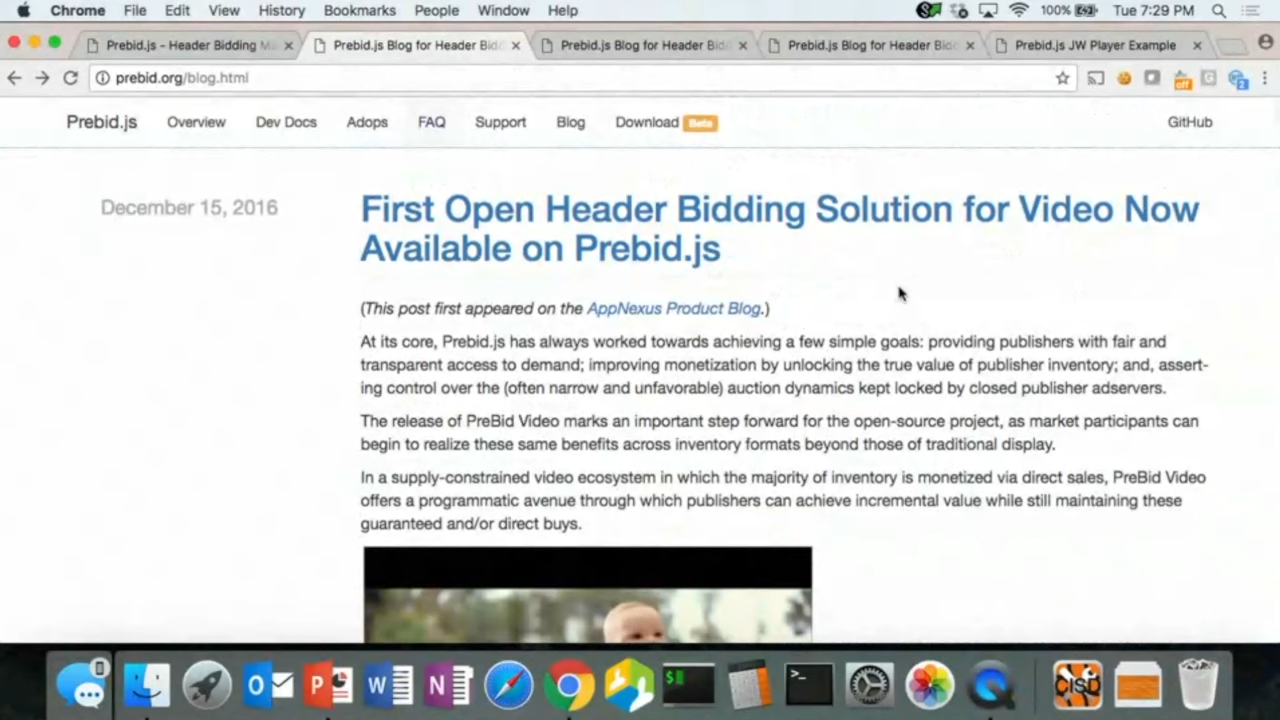 Chrome File Edit View History Bookmarks People Window Help 100% Tue 7:29 PM
Prebid.js - Header Bidding Prebid.js Blog for Header Bid Prebid.js Blog for Header Bid Prebid.js Blog for Header Bid Prebid.js JW Player Example
prebid.org/blog.html off 2
Prebid.js Overview Dev Docs Adops FAQ Support Blog Download Beta GitHub
December 15, 2016
First Open Header Bidding Solution for Video Now
Available on Prebid.js
(This post first appeared on the AppNexus Product Blog.)
At its core, Prebid.js has always worked towards achieving a few simple goals: providing publishers with fair and
transparent access to demand; improving monetization by unlocking the true value of publisher inventory; and, assert-
ing control over the (often narrow and unfavorable) auction dynamics kept locked by closed publisher adservers.
The release of PreBid Video marks an important step forward for the open-source project, as market participants can
begin to realize these same benefits across inventory formats beyond those of traditional display.
In a supply-constrained video ecosystem in which the majority of inventory is monetized via direct sales, PreBid Video
offers a programmatic avenue through which publishers can achieve incremental value while still maintaining these
guaranteed and/or direct buys.
CISD